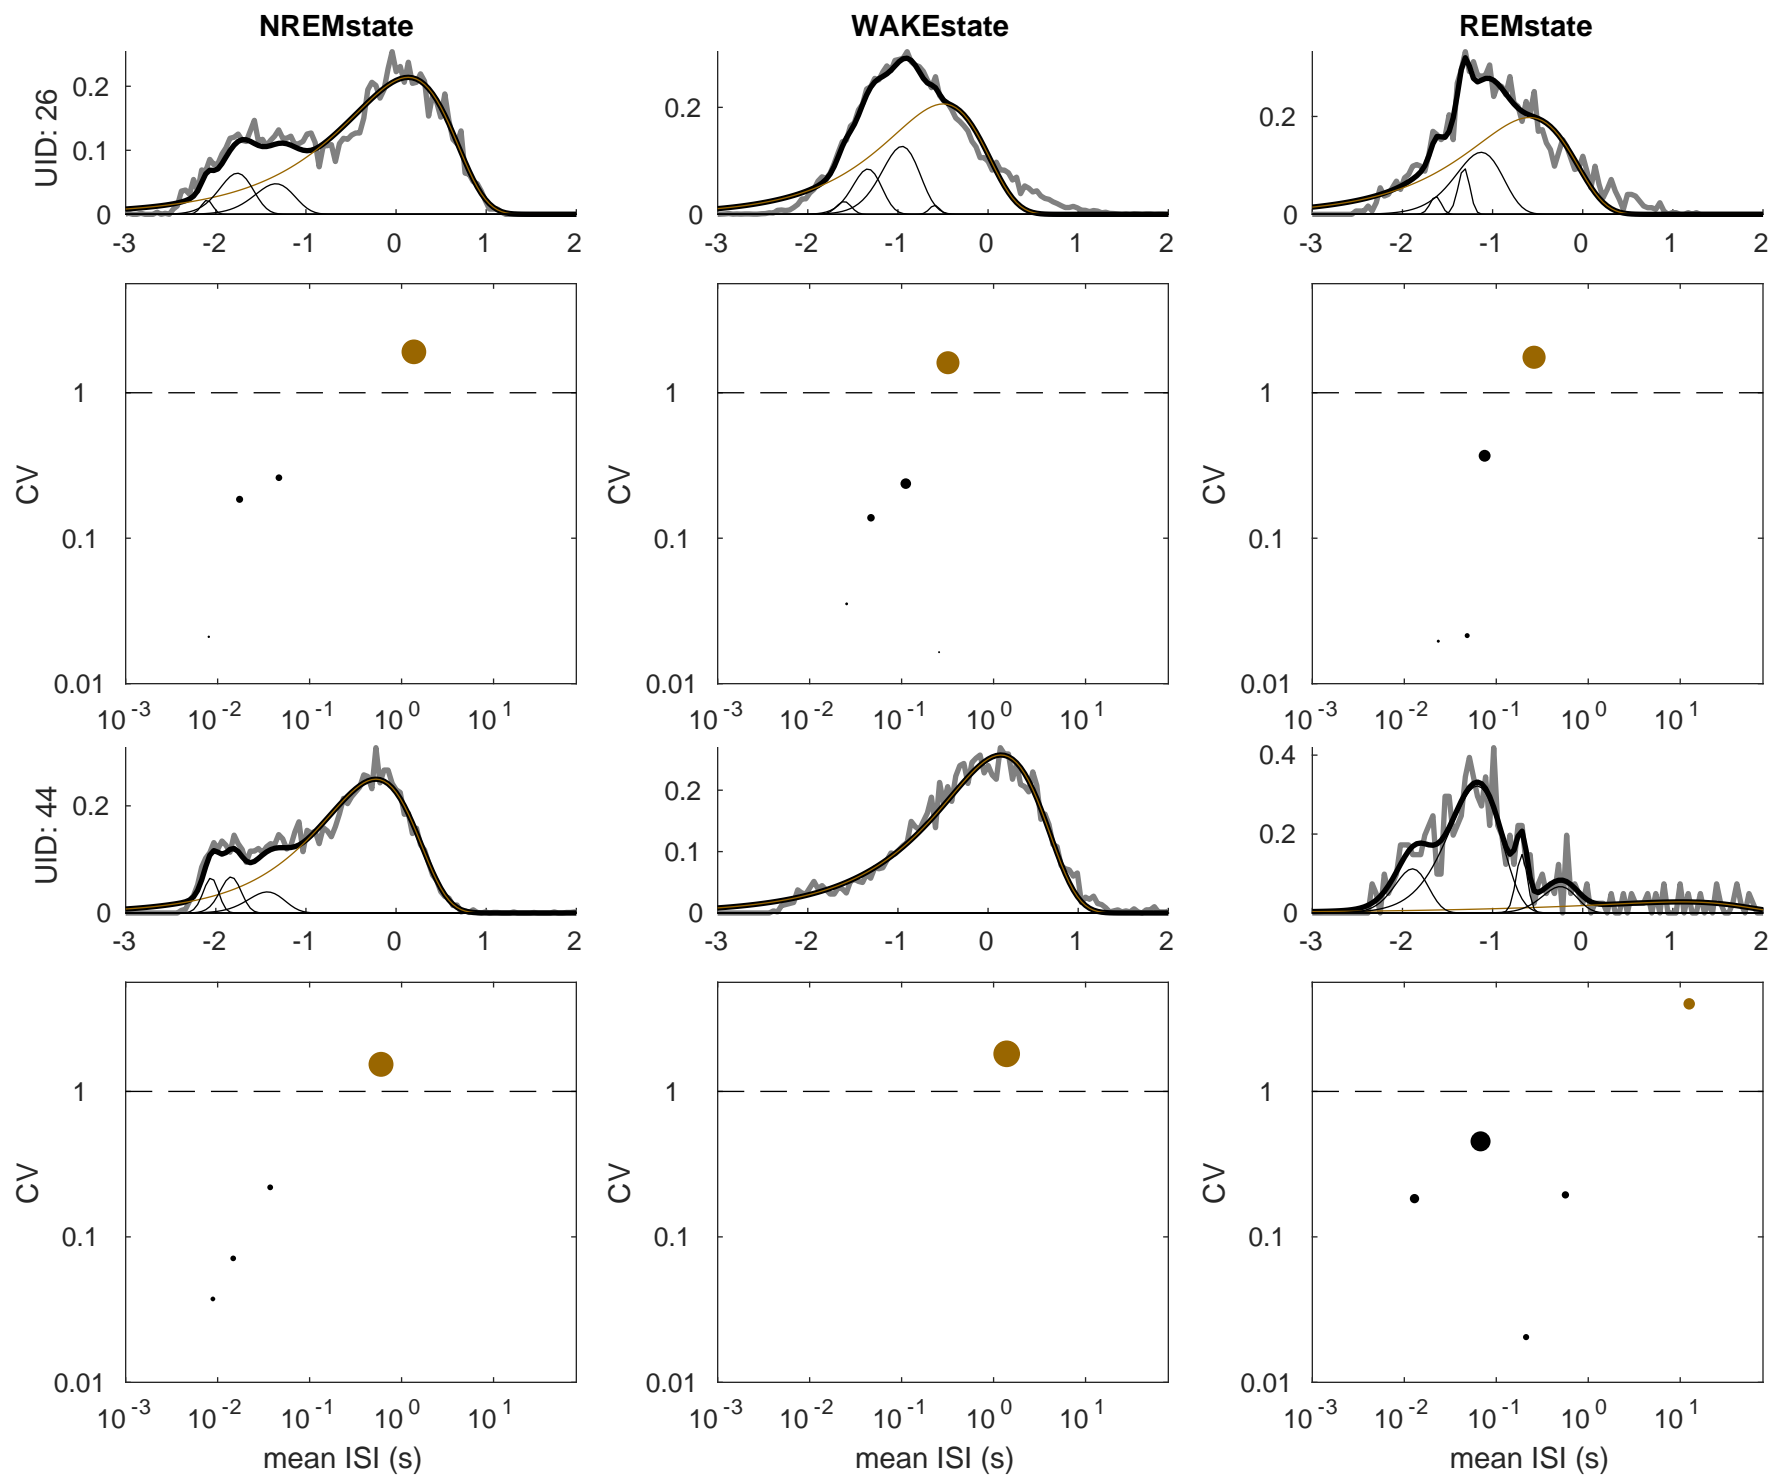 NREMstate WAKEstate REMstate
UID: 26
0.2 0.1 0
-3 -2 -1 0 1 2
0.2 0
-3 -2 -1 0 1 2
0.2 0
-3 -2 -1 0 1 2
CV
1 0.1 0.01
10^-3 10^-2 10^-1 10^0 10^1
CV
1 0.1 0.01
10^-3 10^-2 10^-1 10^0 10^1
CV
1 0.1 0.01
10^-3 10^-2 10^-1 10^0 10^1
UID: 44
0.2 0
-3 -2 -1 0 1 2
0.2 0.1 0
-3 -2 -1 0 1 2
0.4 0.2 0
-3 -2 -1 0 1 2
CV
1 0.1 0.01
10^-3 10^-2 10^-1 10^0 10^1
mean ISI (s)
CV
1 0.1 0.01
10^-3 10^-2 10^-1 10^0 10^1
mean ISI (s)
CV
1 0.1 0.01
10^-3 10^-2 10^-1 10^0 10^1
mean ISI (s)